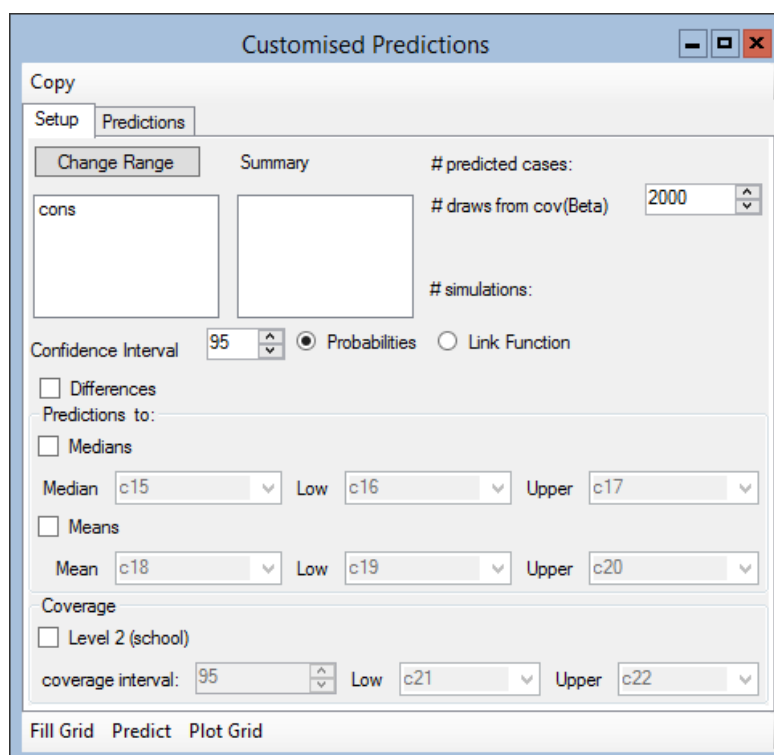 Customised Predictions
Copy
Setup Predictions
Change Range Summary # predicted cases:
cons # draws from cov(Beta) 2000
# simulations:
Confidence Interval 95 Probabilities Link Function
Differences
Predictions to:
Medians
Median c15 Low c16 Upper c17
Means
Mean c18 Low c19 Upper c20
Coverage
Level 2 (school)
coverage interval: 95 Low c21 Upper c22
Fill Grid Predict Plot Grid